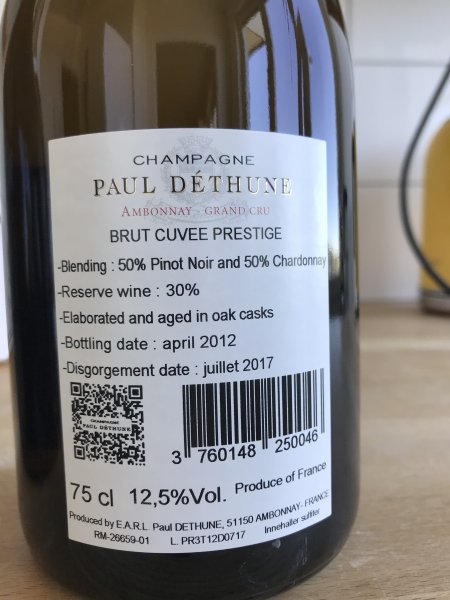 CHAMPAGNE
PAUL DÉTHUNE
AMBONNAY - GRAND CRU
BRUT CUVEE PRESTIGE
-Blending : 50% Pinot Noir and 50% Chardonnay
-Reserve wine : 30%
-Elaborated and aged in oak casks
-Bottling date : april 2012
-Disgorgement date : juillet 2017
CHAMPAGNE
PAUL DÉTHUNE
3 760148 250046
75 cl 12,5%Vol. Produce of France
Produced by E.A.R.L Paul DETHUNE, 51150 AMBONNAY- FRANCE
RM-26659-01 L. PR3T12D0717 Innehaller sulfiter